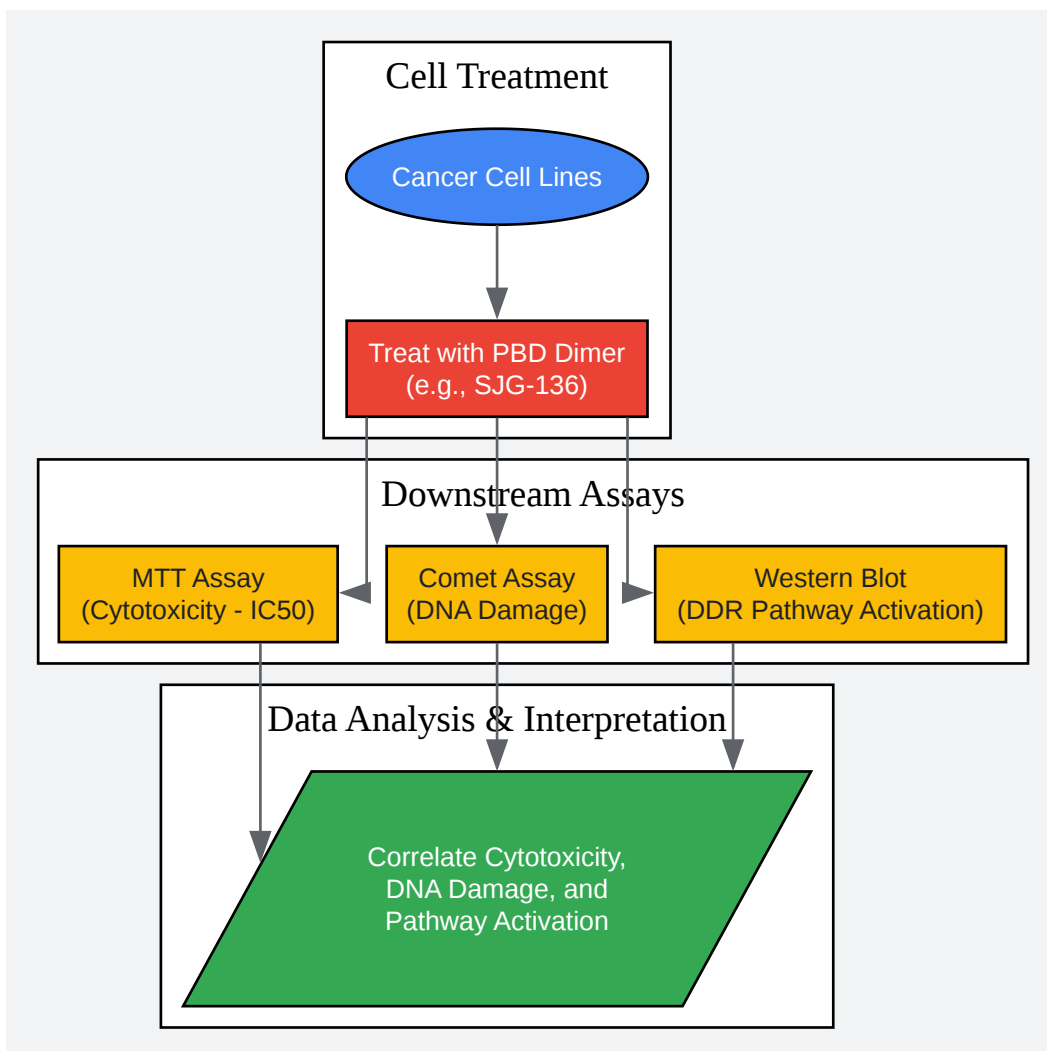 Cell Treatment
Cancer Cell Lines
Treat with PBD Dimer
(e.g., SJG-136)
Downstream Assays
MTT Assay
(Cytotoxicity - IC50)
Comet Assay
(DNA Damage)
Western Blot
(DDR Pathway Activation)
Data Analysis & Interpretation
Correlate Cytotoxicity,
DNA Damage, and
Pathway Activation